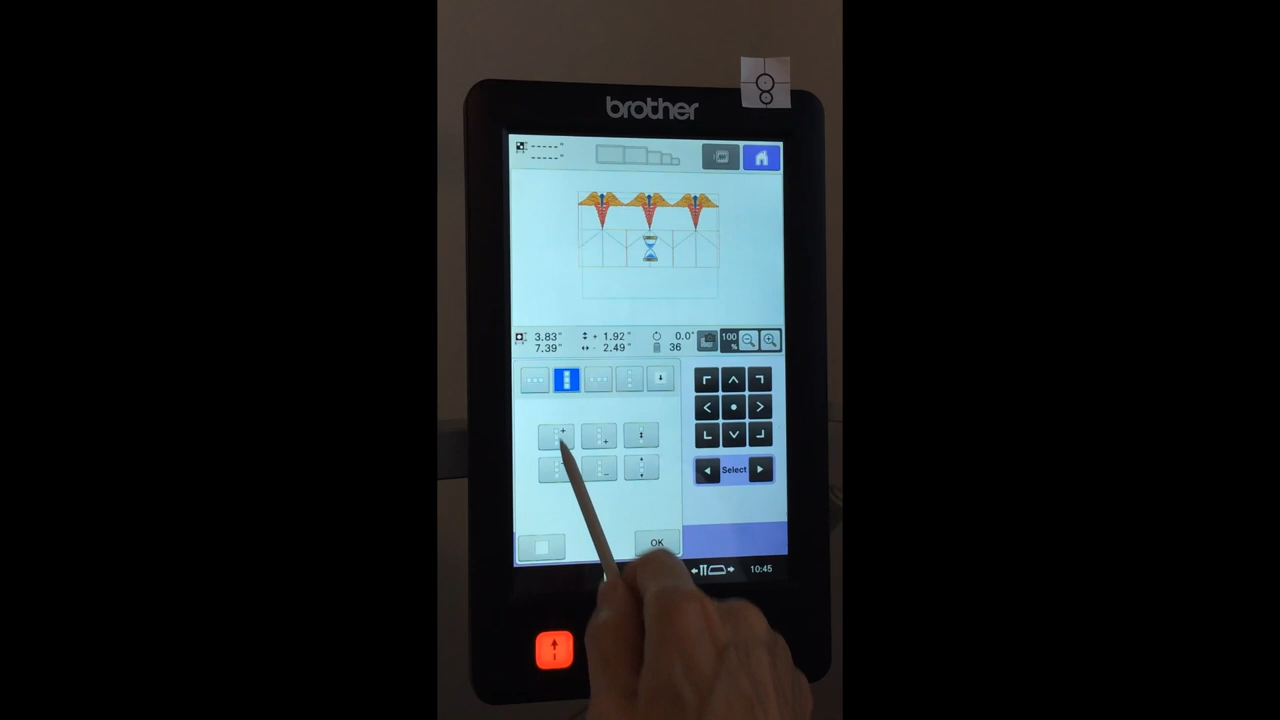 brother
-----"
-----"
3.83" + 1.92" 0.0°
7.39" - 2.49" 36
100
%
Select
OK
10:45